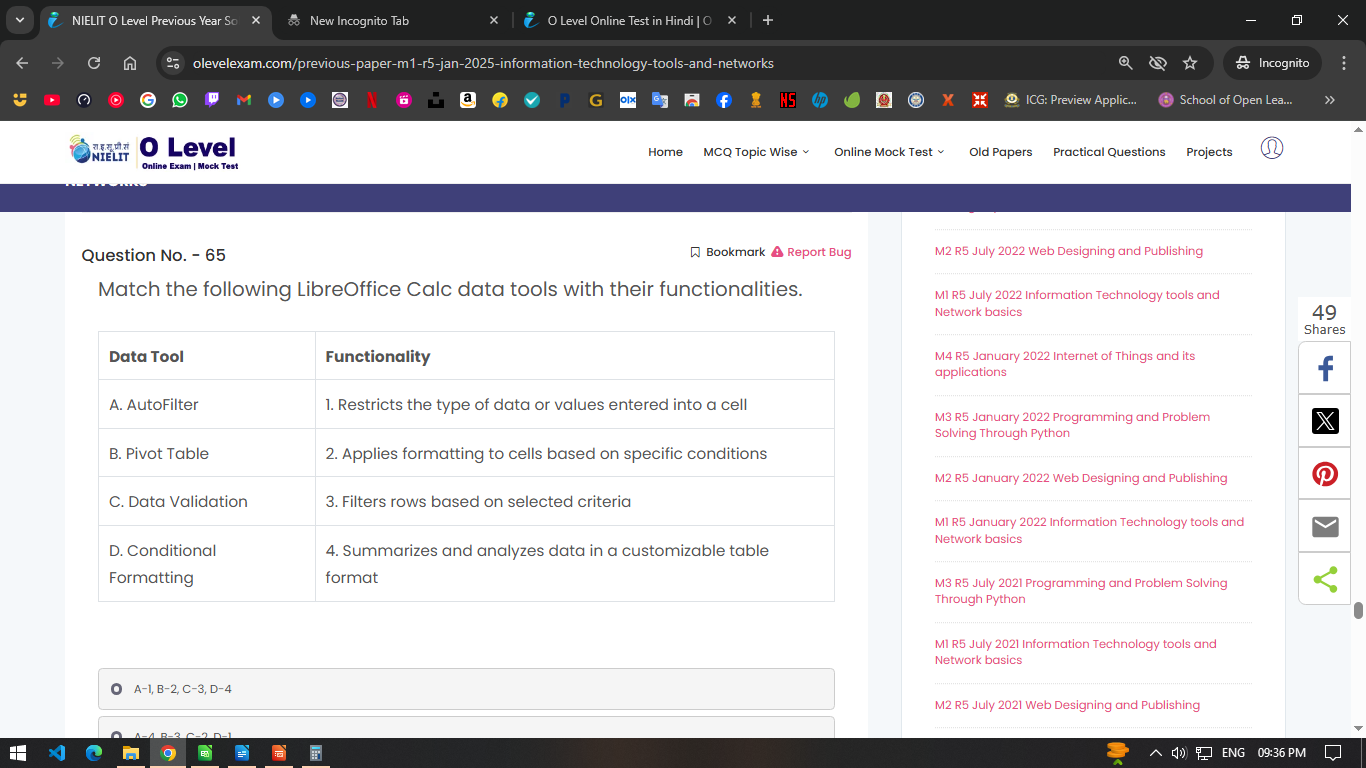 NIELIT O Level Previous Year So
New Incognito Tab
O Level Online Test in Hindi | O
olevelexam.com/previous-paper-m1-r5-jan-2025-information-technology-tools-and-networks
Incognito
ICG: Preview Applic...
School of Open Lea...
रा.इ.सू.प्रौ.सं
NIELIT
O Level
Online Exam | Mock Test
Home
MCQ Topic Wise
Online Mock Test
Old Papers
Practical Questions
Projects
NETWORKS
Question No. - 65
Bookmark
Report Bug
Match the following LibreOffice Calc data tools with their functionalities.
Data Tool
Functionality
A. AutoFilter
1. Restricts the type of data or values entered into a cell
B. Pivot Table
2. Applies formatting to cells based on specific conditions
C. Data Validation
3. Filters rows based on selected criteria
D. Conditional
Formatting
4. Summarizes and analyzes data in a customizable table
format
A-1, B-2, C-3, D-4
A-4, B-3, C-2, D-1
M2 R5 July 2022 Web Designing and Publishing
M1 R5 July 2022 Information Technology tools and
Network basics
M4 R5 January 2022 Internet of Things and its
applications
M3 R5 January 2022 Programming and Problem
Solving Through Python
M2 R5 January 2022 Web Designing and Publishing
M1 R5 January 2022 Information Technology tools and
Network basics
M3 R5 July 2021 Programming and Problem Solving
Through Python
M1 R5 July 2021 Information Technology tools and
Network basics
M2 R5 July 2021 Web Designing and Publishing
49
Shares
ENG
09:36 PM